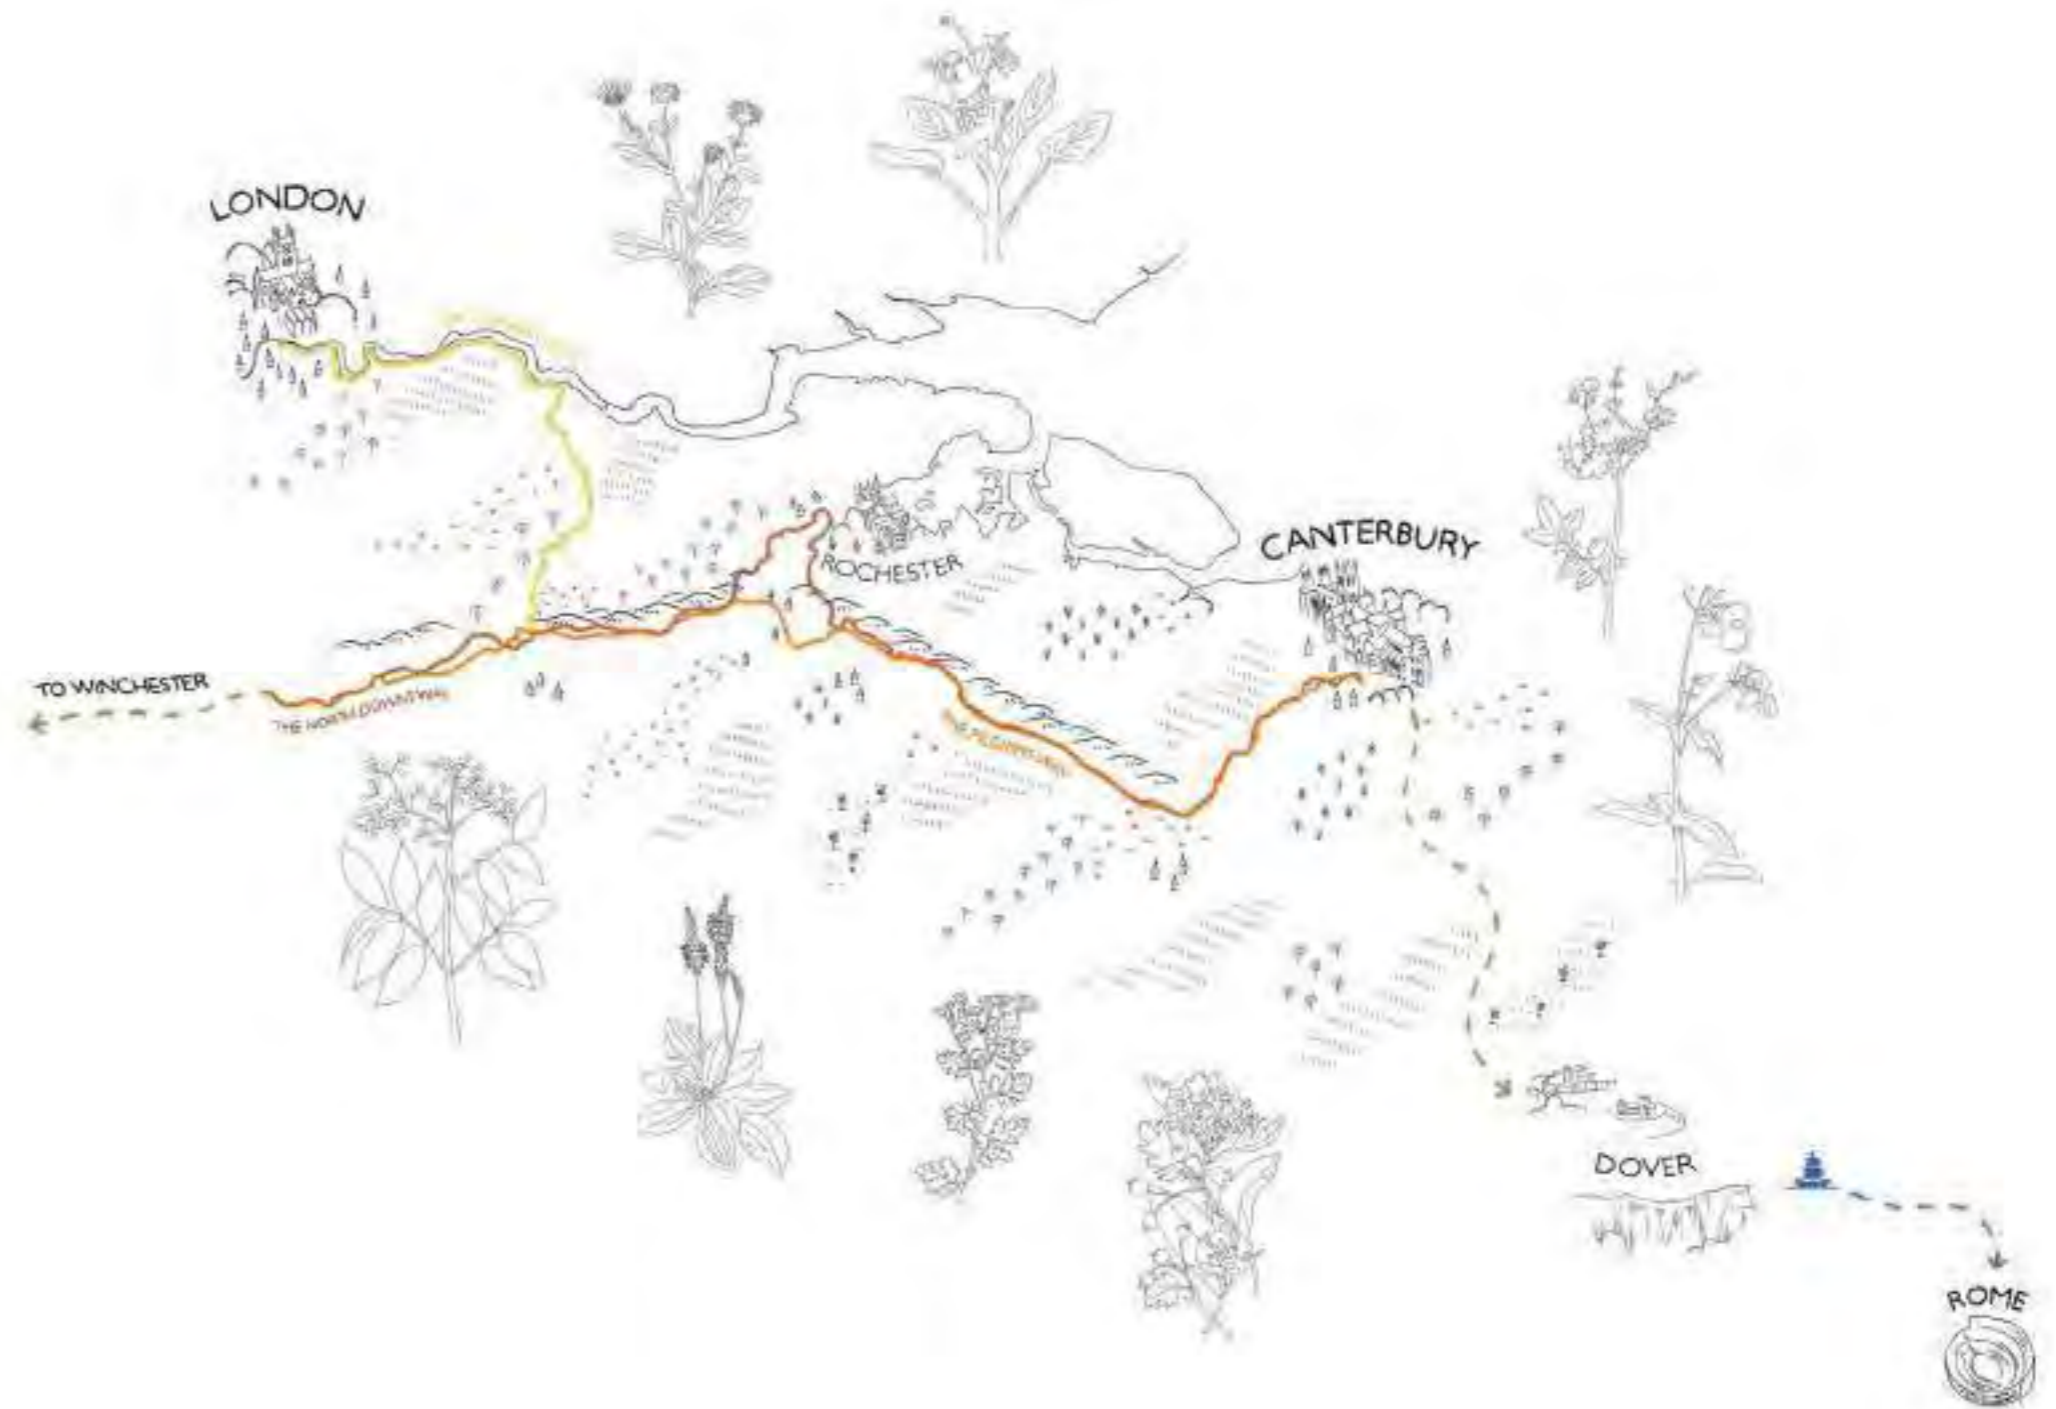 LONDON
CANTERBURY
ROCHESTER
TO WINCHESTER
THE NORTH DOWNS WAY
THE PILGRIMS WAY
DOVER
ROME